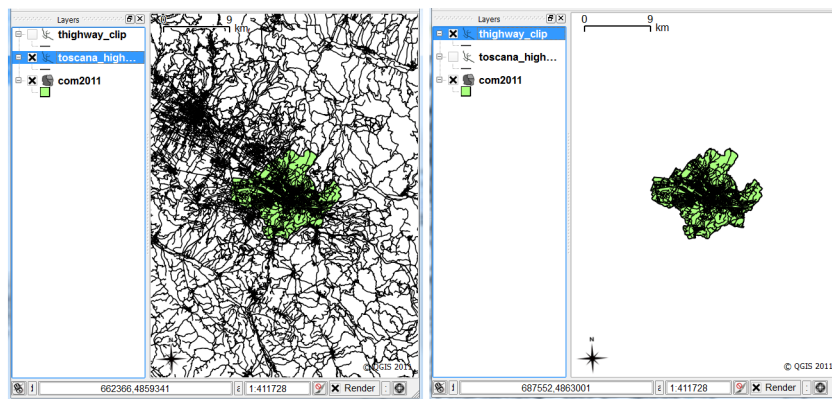 Layers
thighway_clip
toscana_high...
com2011
0 9
km
N
© QGIS 2011
662366,4859341
1:411728
Render
Layers
thighway_clip
toscana_high...
com2011
0 9
km
N
© QGIS 2011
687552,4863001
1:411728
Render